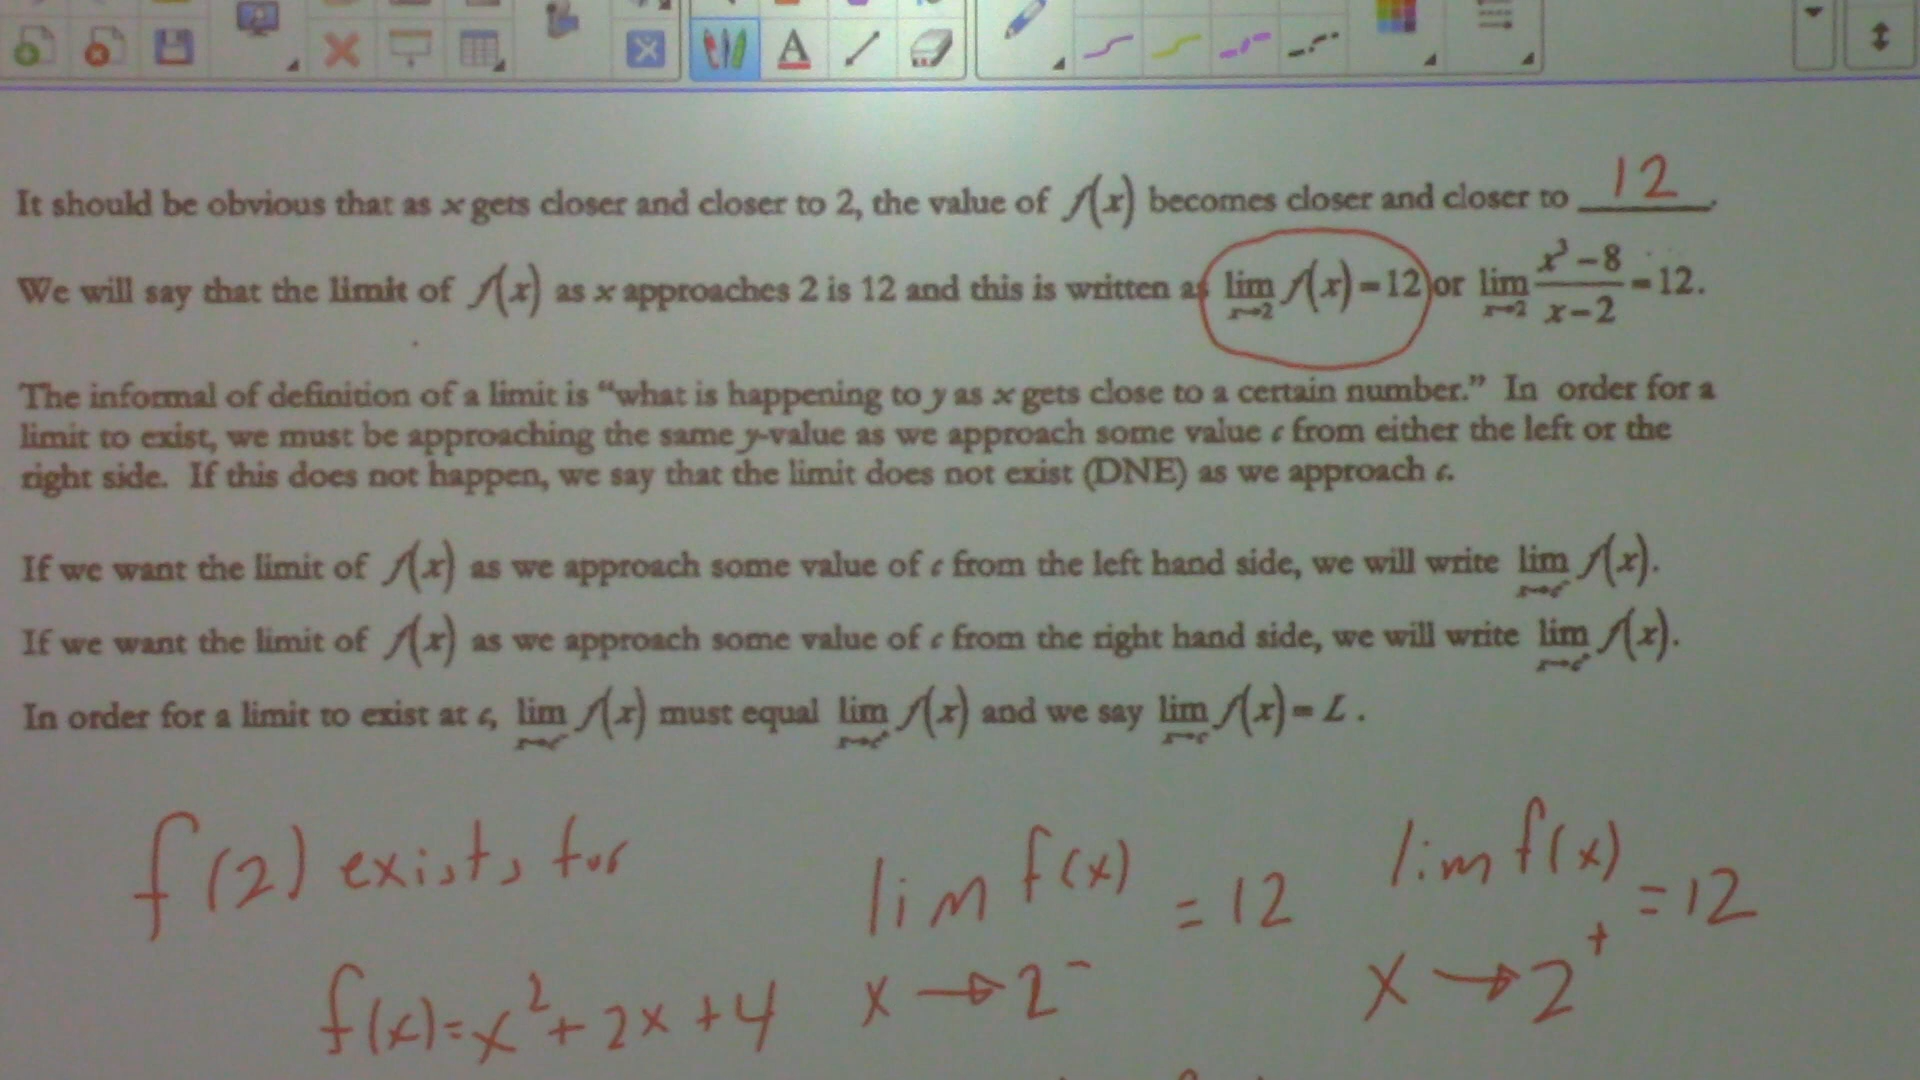 It should be obvious that as x gets closer and closer to 2, the value of f(x) becomes closer and closer to 12.
We will say that the limit of f(x) as x approaches 2 is 12 and this is written as lim x→2 f(x) = 12 or lim x→2 (x³ − 8)/(x − 2) = 12.
The informal of definition of a limit is “what is happening to y as x gets close to a certain number.” In order for a
limit to exist, we must be approaching the same y-value as we approach some value c from either the left or the
right side. If this does not happen, we say that the limit does not exist (DNE) as we approach c.
If we want the limit of f(x) as we approach some value of c from the left hand side, we will write lim x→c⁻ f(x).
If we want the limit of f(x) as we approach some value of c from the right hand side, we will write lim x→c⁺ f(x).
In order for a limit to exist at c, lim x→c⁻ f(x) must equal lim x→c⁺ f(x) and we say lim x→c f(x) = L.
f(2) exists for
f(x) = x² + 2x + 4
lim f(x) = 12
x → 2⁻
lim f(x) = 12
x → 2⁺